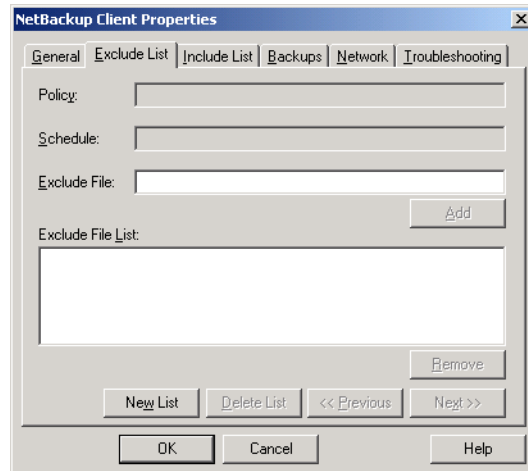 NetBackup Client Properties
General Exclude List Include List Backups Network Troubleshooting
Policy:
Schedule:
Exclude File:
Add
Exclude File List:
Remove
New List Delete List << Previous Next >>
OK Cancel Help